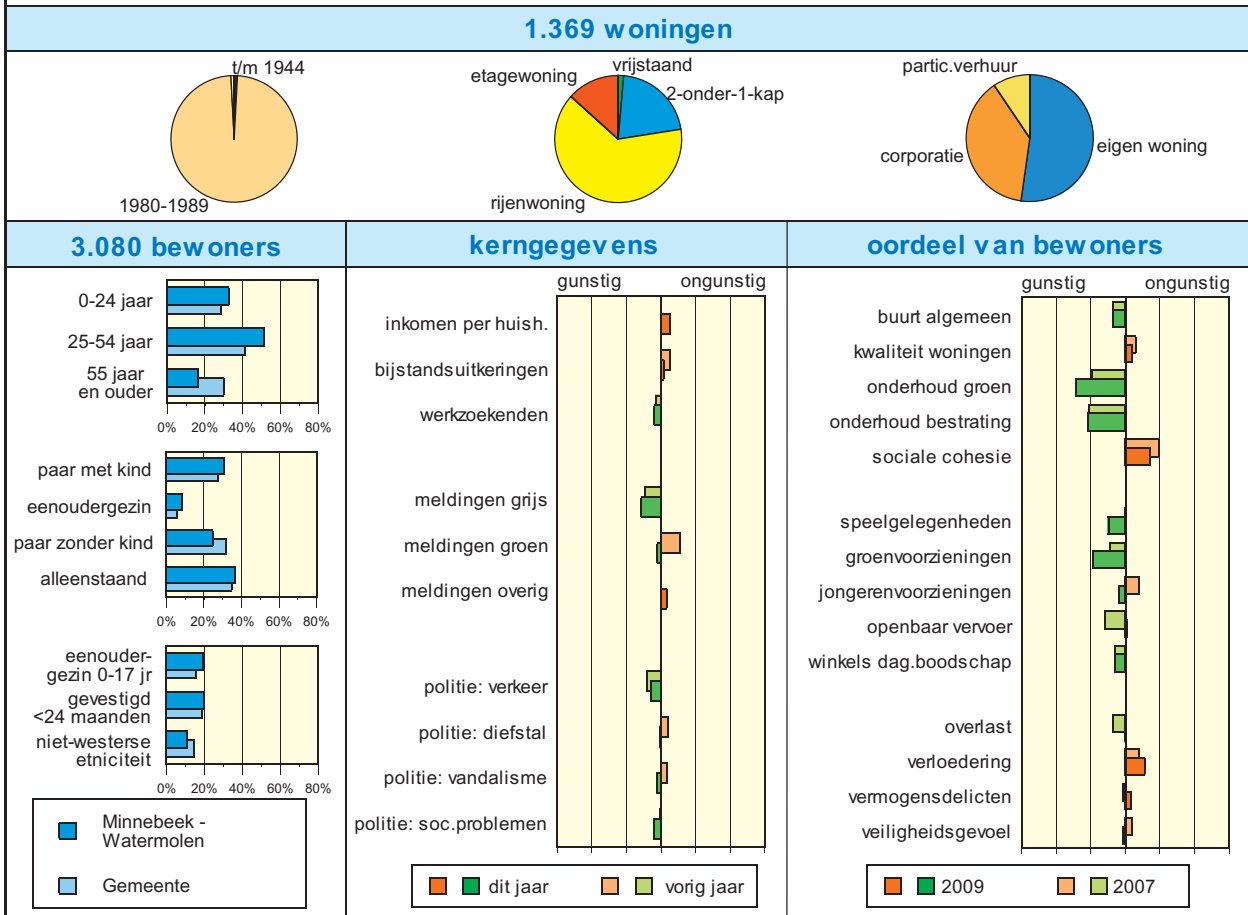 1.369 woningen
t/m 1944
1980-1989
vrijstaand
etagewoning
2-onder-1-kap
rijenwoning
partic.verhuur
corporatie
eigen woning
3.080 bewoners
0-24 jaar
25-54 jaar
55 jaar
en ouder
0% 20% 40% 60% 80%
paar met kind
eenoudergezin
paar zonder kind
alleenstaand
0% 20% 40% 60% 80%
eenouder-
gezin 0-17 jr
gevestigd
<24 maanden
niet-westerse
etniciteit
0% 20% 40% 60% 80%
Minnebeek -
Watermolen
Gemeente
kerngegevens
gunstig ongunstig
inkomen per huish.
bijstandsuitkeringen
werkzoekenden
meldingen grijs
meldingen groen
meldingen overig
politie: verkeer
politie: diefstal
politie: vandalisme
politie: soc.problemen
dit jaar vorig jaar
oordeel van bewoners
gunstig ongunstig
buurt algemeen
kwaliteit woningen
onderhoud groen
onderhoud bestrating
sociale cohesie
speelgelegenheden
groenvoorzieningen
jongerenvoorzieningen
openbaar vervoer
winkels dag.boodschap
overlast
verloedering
vermogensdelicten
veiligheidsgevoel
2009 2007